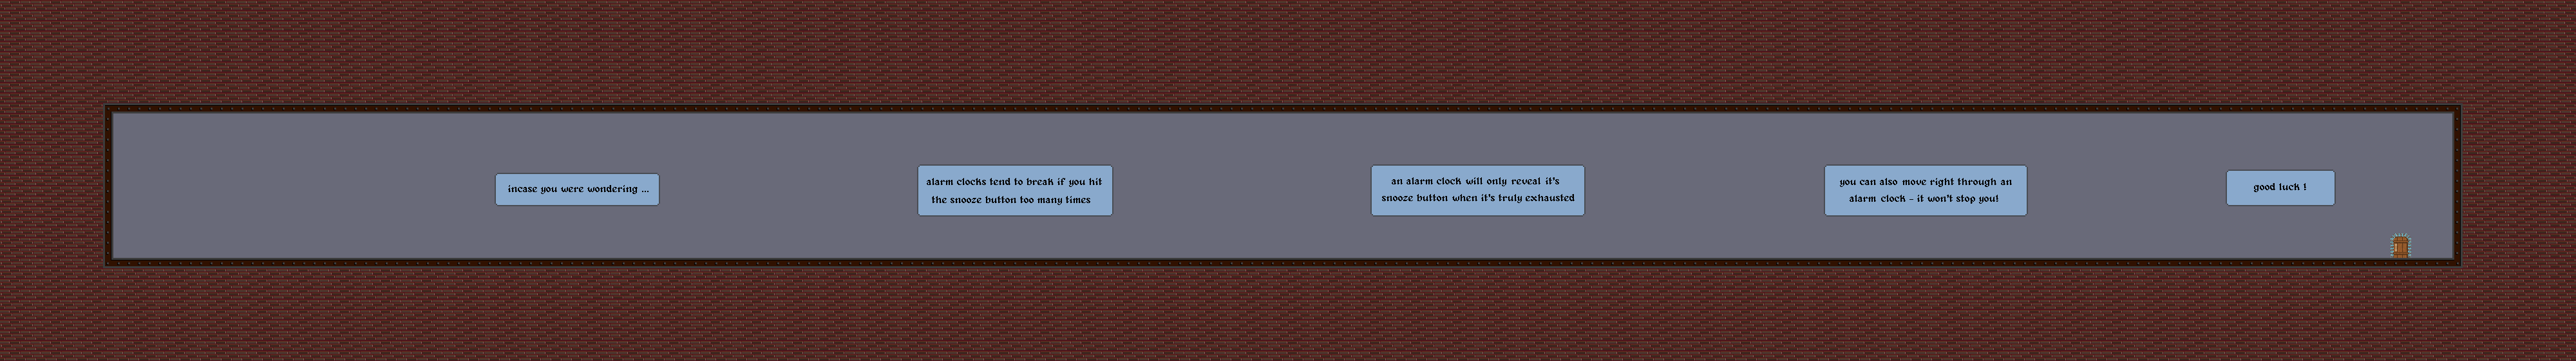 incase you were wondering ...
alarm clocks tend to break if you hit
the snooze button too many times
an alarm clock will only reveal it's
snooze button when it's truly exhausted
you can also move right through an
alarm clock - it won't stop you!
good luck !